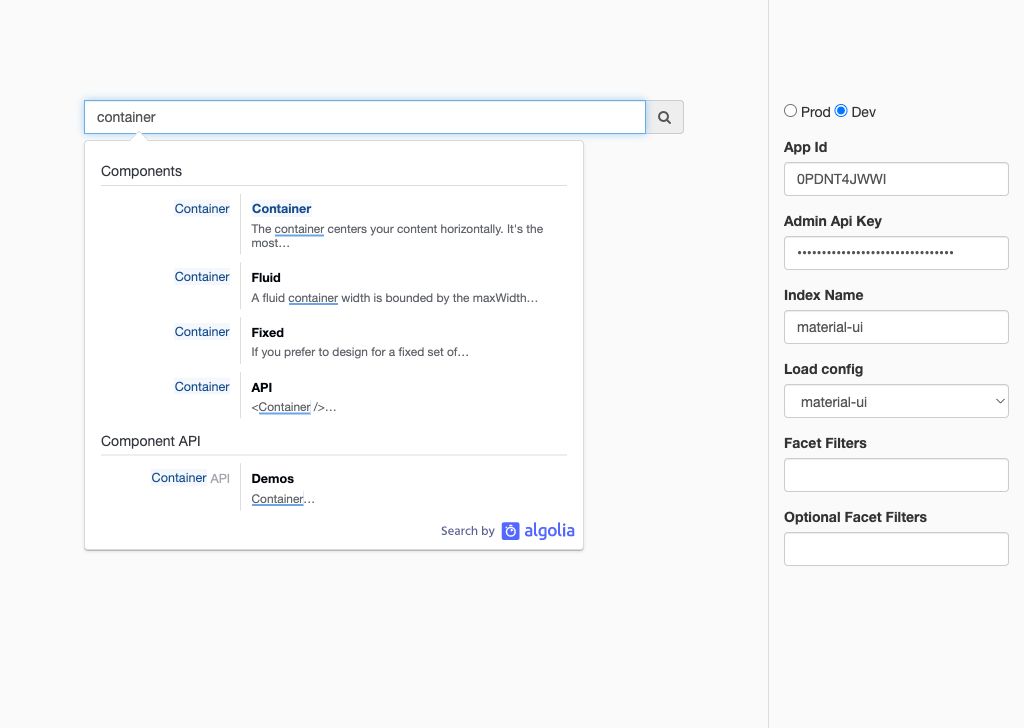 container
Components
Container
Container
The container centers your content horizontally. It's the
most…
Container
Fluid
A fluid container width is bounded by the maxWidth…
Container
Fixed
If you prefer to design for a fixed set of…
Container
API
<Container />…
Component API
Container API
Demos
Container…
Search by algolia
Prod Dev
App Id
0PDNT4JWWI
Admin Api Key
••••••••••••••••••••••••••••••••
Index Name
material-ui
Load config
material-ui
Facet Filters
Optional Facet Filters